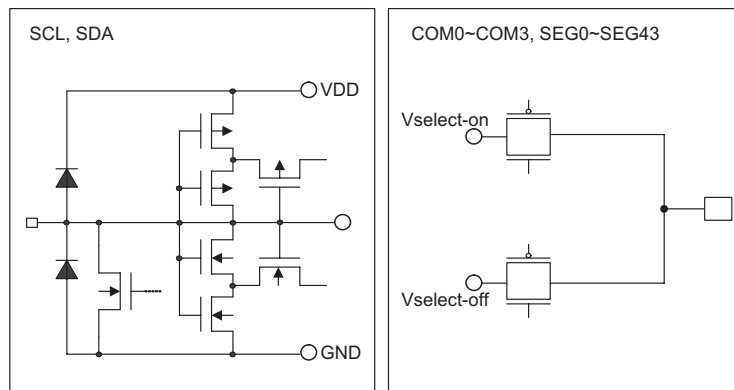 SCL, SDA
VDD
GND
COM0~COM3, SEG0~SEG43
Vselect-on
Vselect-off